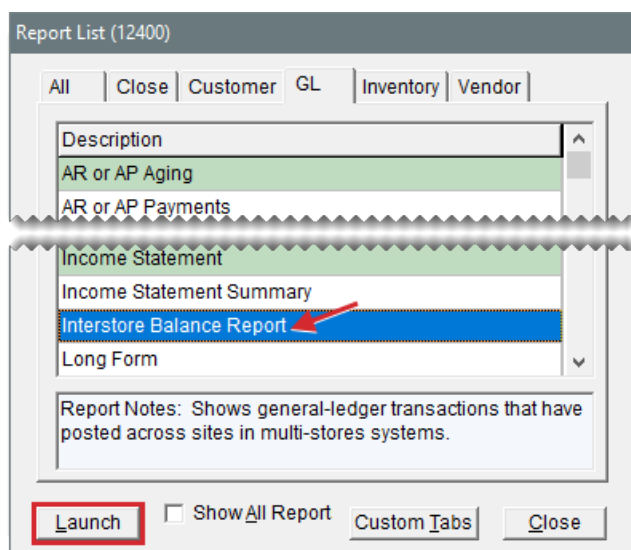 Report List (12400)
All Close Customer GL Inventory Vendor
Description
AR or AP Aging
AR or AP Payments
Income Statement
Income Statement Summary
Interstore Balance Report
Long Form
Report Notes: Shows general-ledger transactions that have
posted across sites in multi-stores systems.
Launch Show All Report Custom Tabs Close